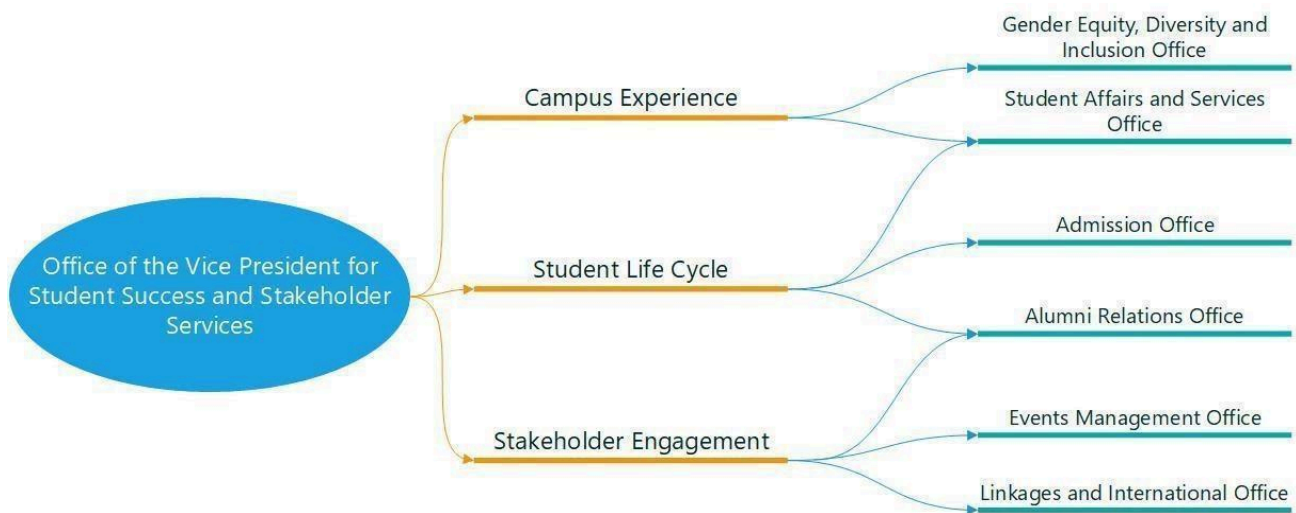 Office of the Vice President for
Student Success and Stakeholder
Services
Campus Experience
Student Life Cycle
Stakeholder Engagement
Gender Equity, Diversity and
Inclusion Office
Student Affairs and Services
Office
Admission Office
Alumni Relations Office
Events Management Office
Linkages and International Office